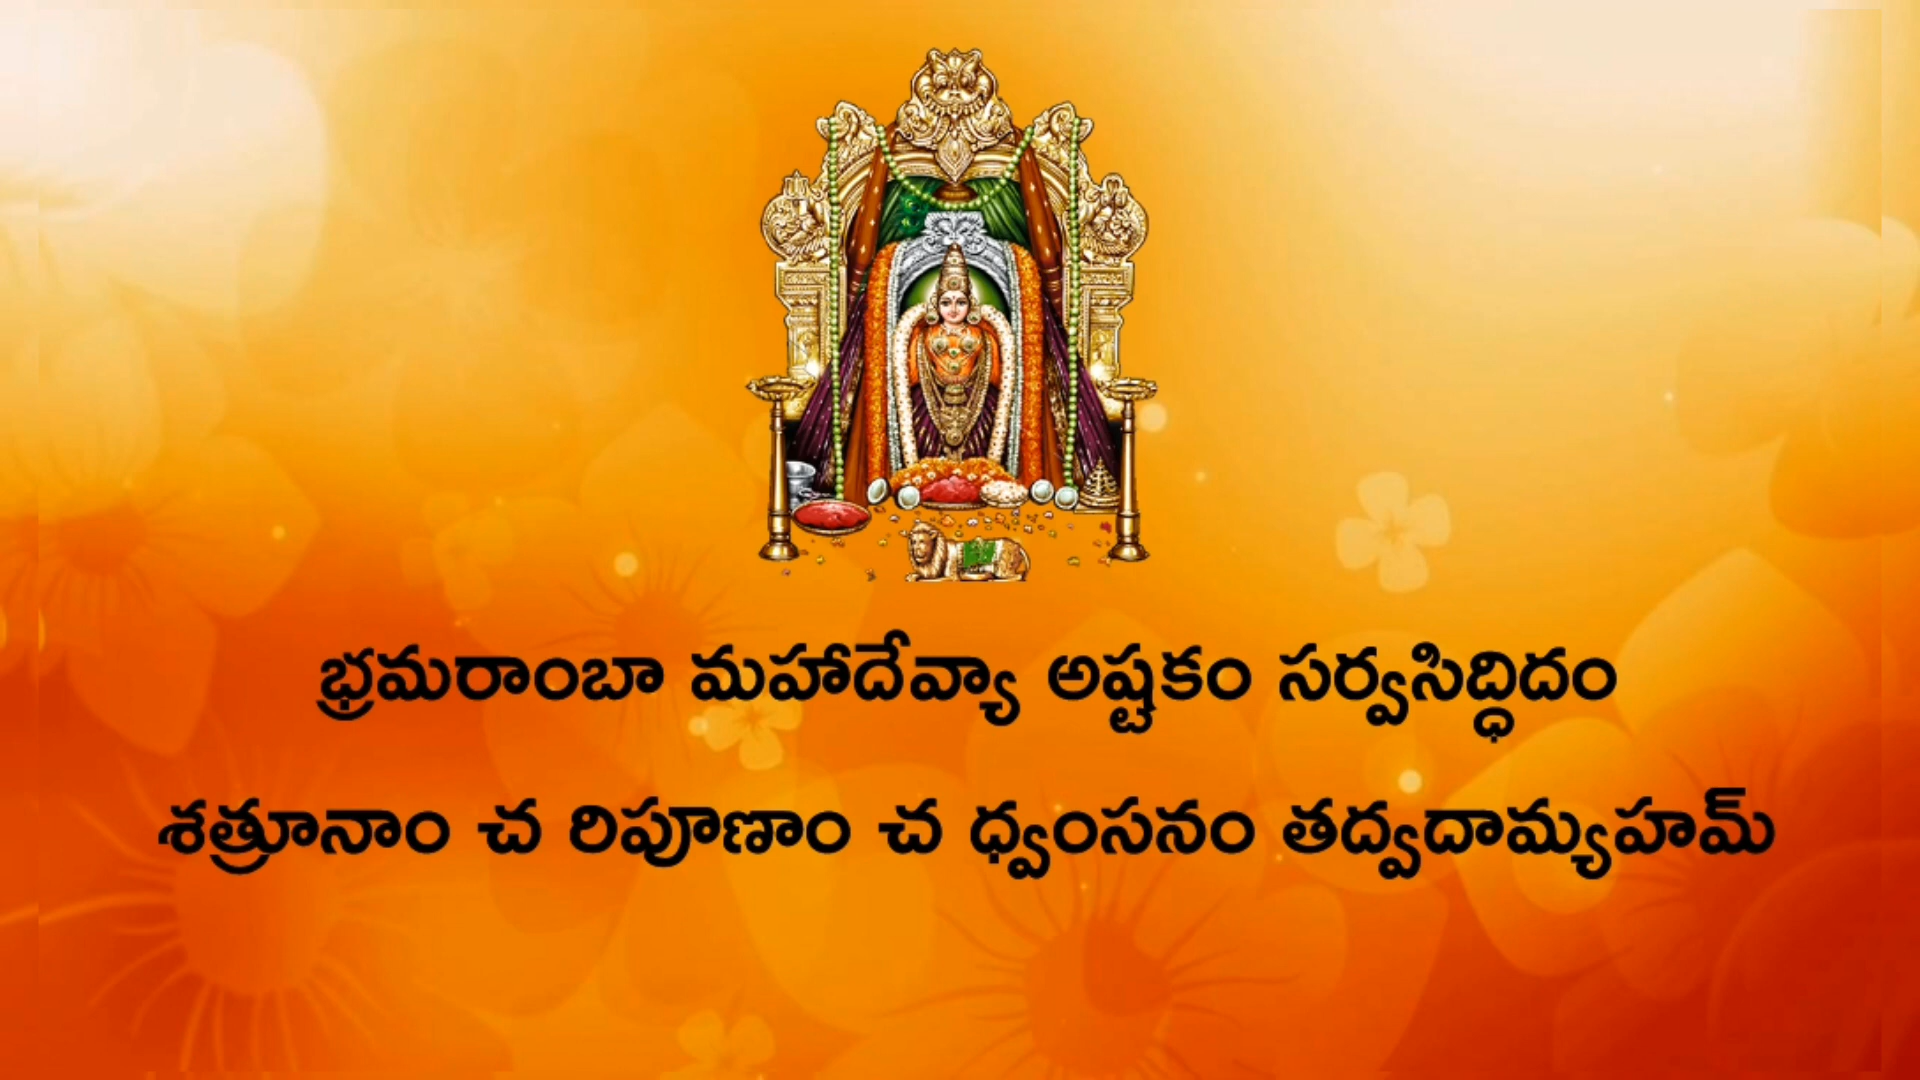 భ్రమరాంబా మహాదేవ్యా అష్టకం సర్వసిద్ధిదం
శత్రూనాం చ రిపూణాం చ ధ్వంసనం తద్వదామ్యహమ్